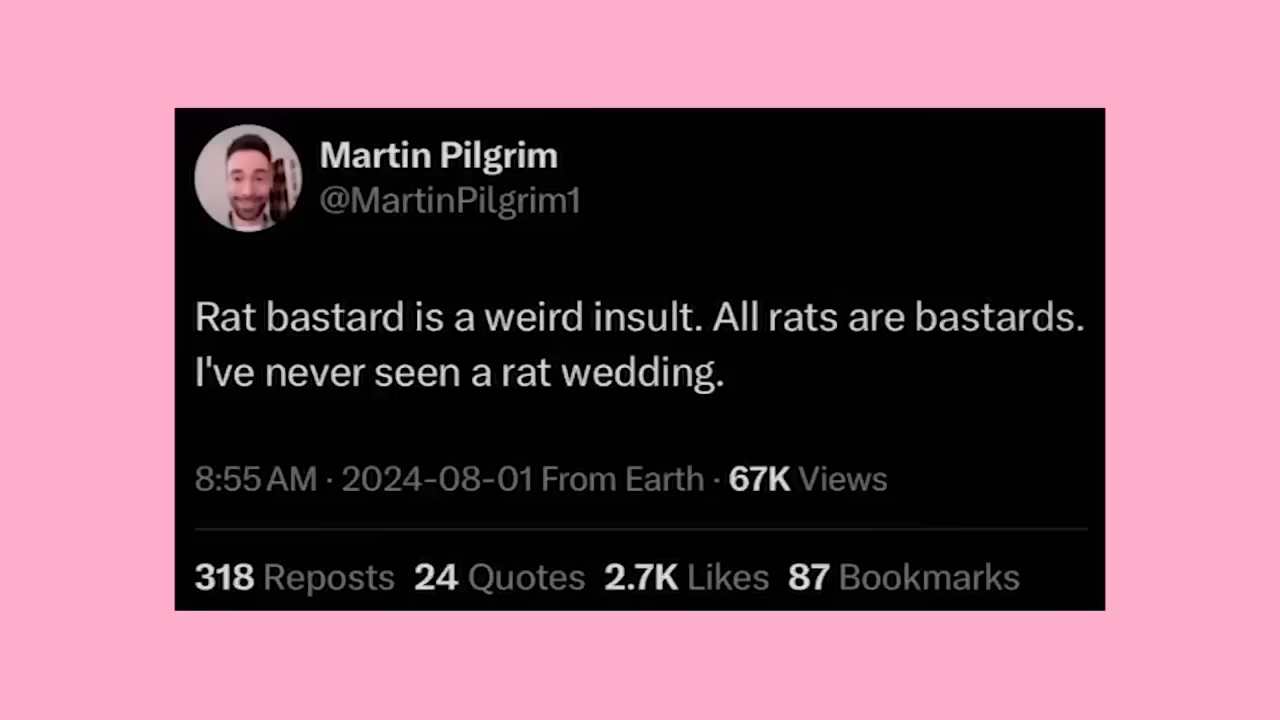 Martin Pilgrim
@MartinPilgrim1
Rat bastard is a weird insult. All rats are bastards.
I've never seen a rat wedding.
8:55 AM · 2024-08-01 From Earth · 67K Views
318 Reposts 24 Quotes 2.7K Likes 87 Bookmarks